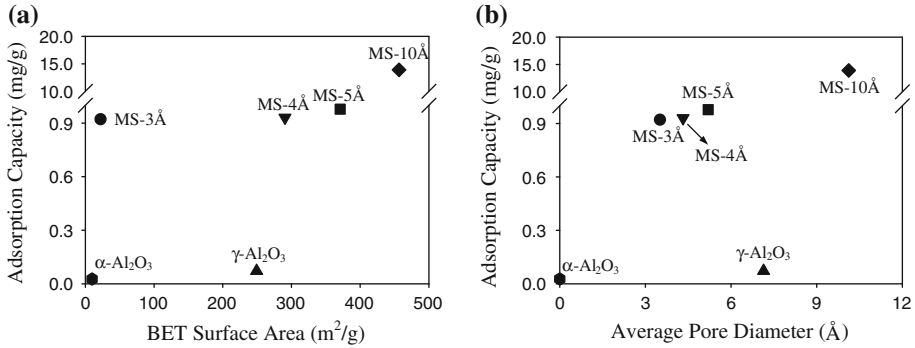 (a)
Adsorption Capacity (mg/g)
20.0
15.0
10.0
0.9
0.6
0.3
0.0
MS-10Å
MS-5Å
MS-4Å
MS-3Å
γ-Al₂O₃
α-Al₂O₃
0 100 200 300 400 500
BET Surface Area (m²/g)
(b)
Adsorption Capacity (mg/g)
20.0
15.0
10.0
0.9
0.6
0.3
0.0
MS-10Å
MS-5Å
MS-3Å
MS-4Å
γ-Al₂O₃
α-Al₂O₃
0 3 6 9 12
Average Pore Diameter (Å)